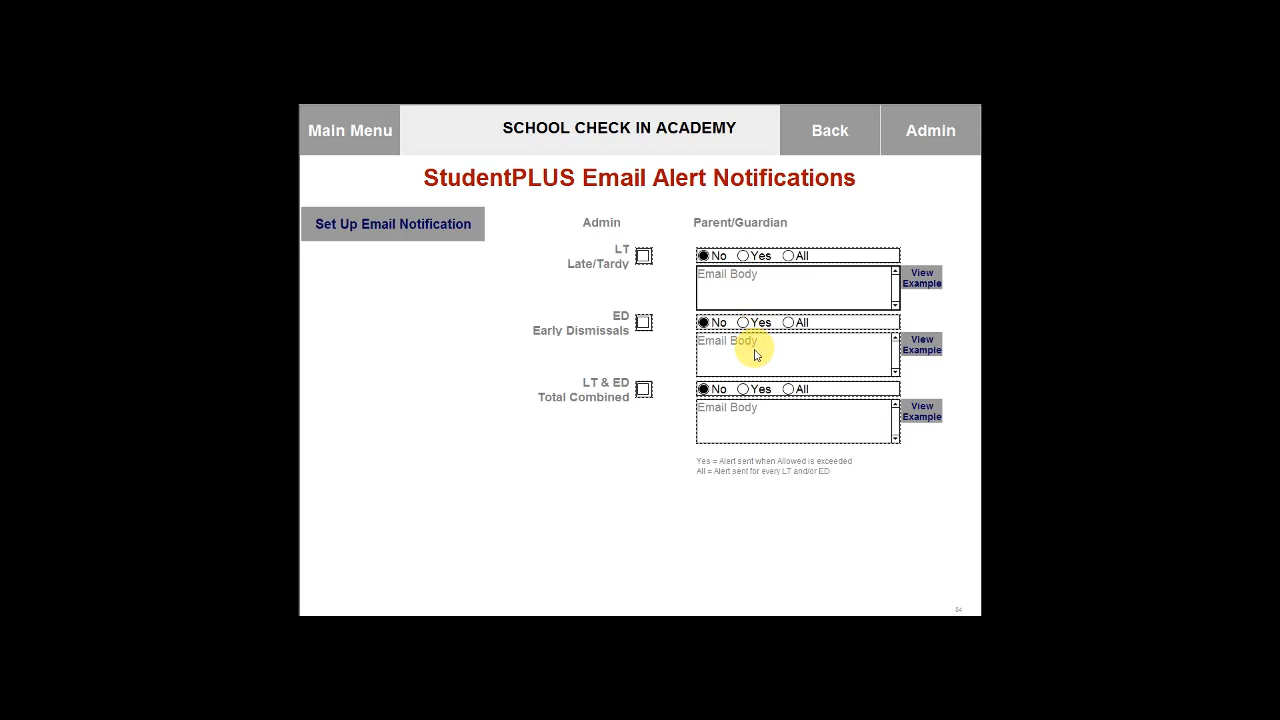 Main Menu
SCHOOL CHECK IN ACADEMY
Back
Admin
StudentPLUS Email Alert Notifications
Set Up Email Notification
Admin
Parent/Guardian
LT
Late/Tardy
No Yes All
Email Body
View
Example
ED
Early Dismissals
No Yes All
Email Body
View
Example
LT & ED
Total Combined
No Yes All
Email Body
View
Example
Yes = Alert sent when Allowed is exceeded
All = Alert sent for every LT and/or ED